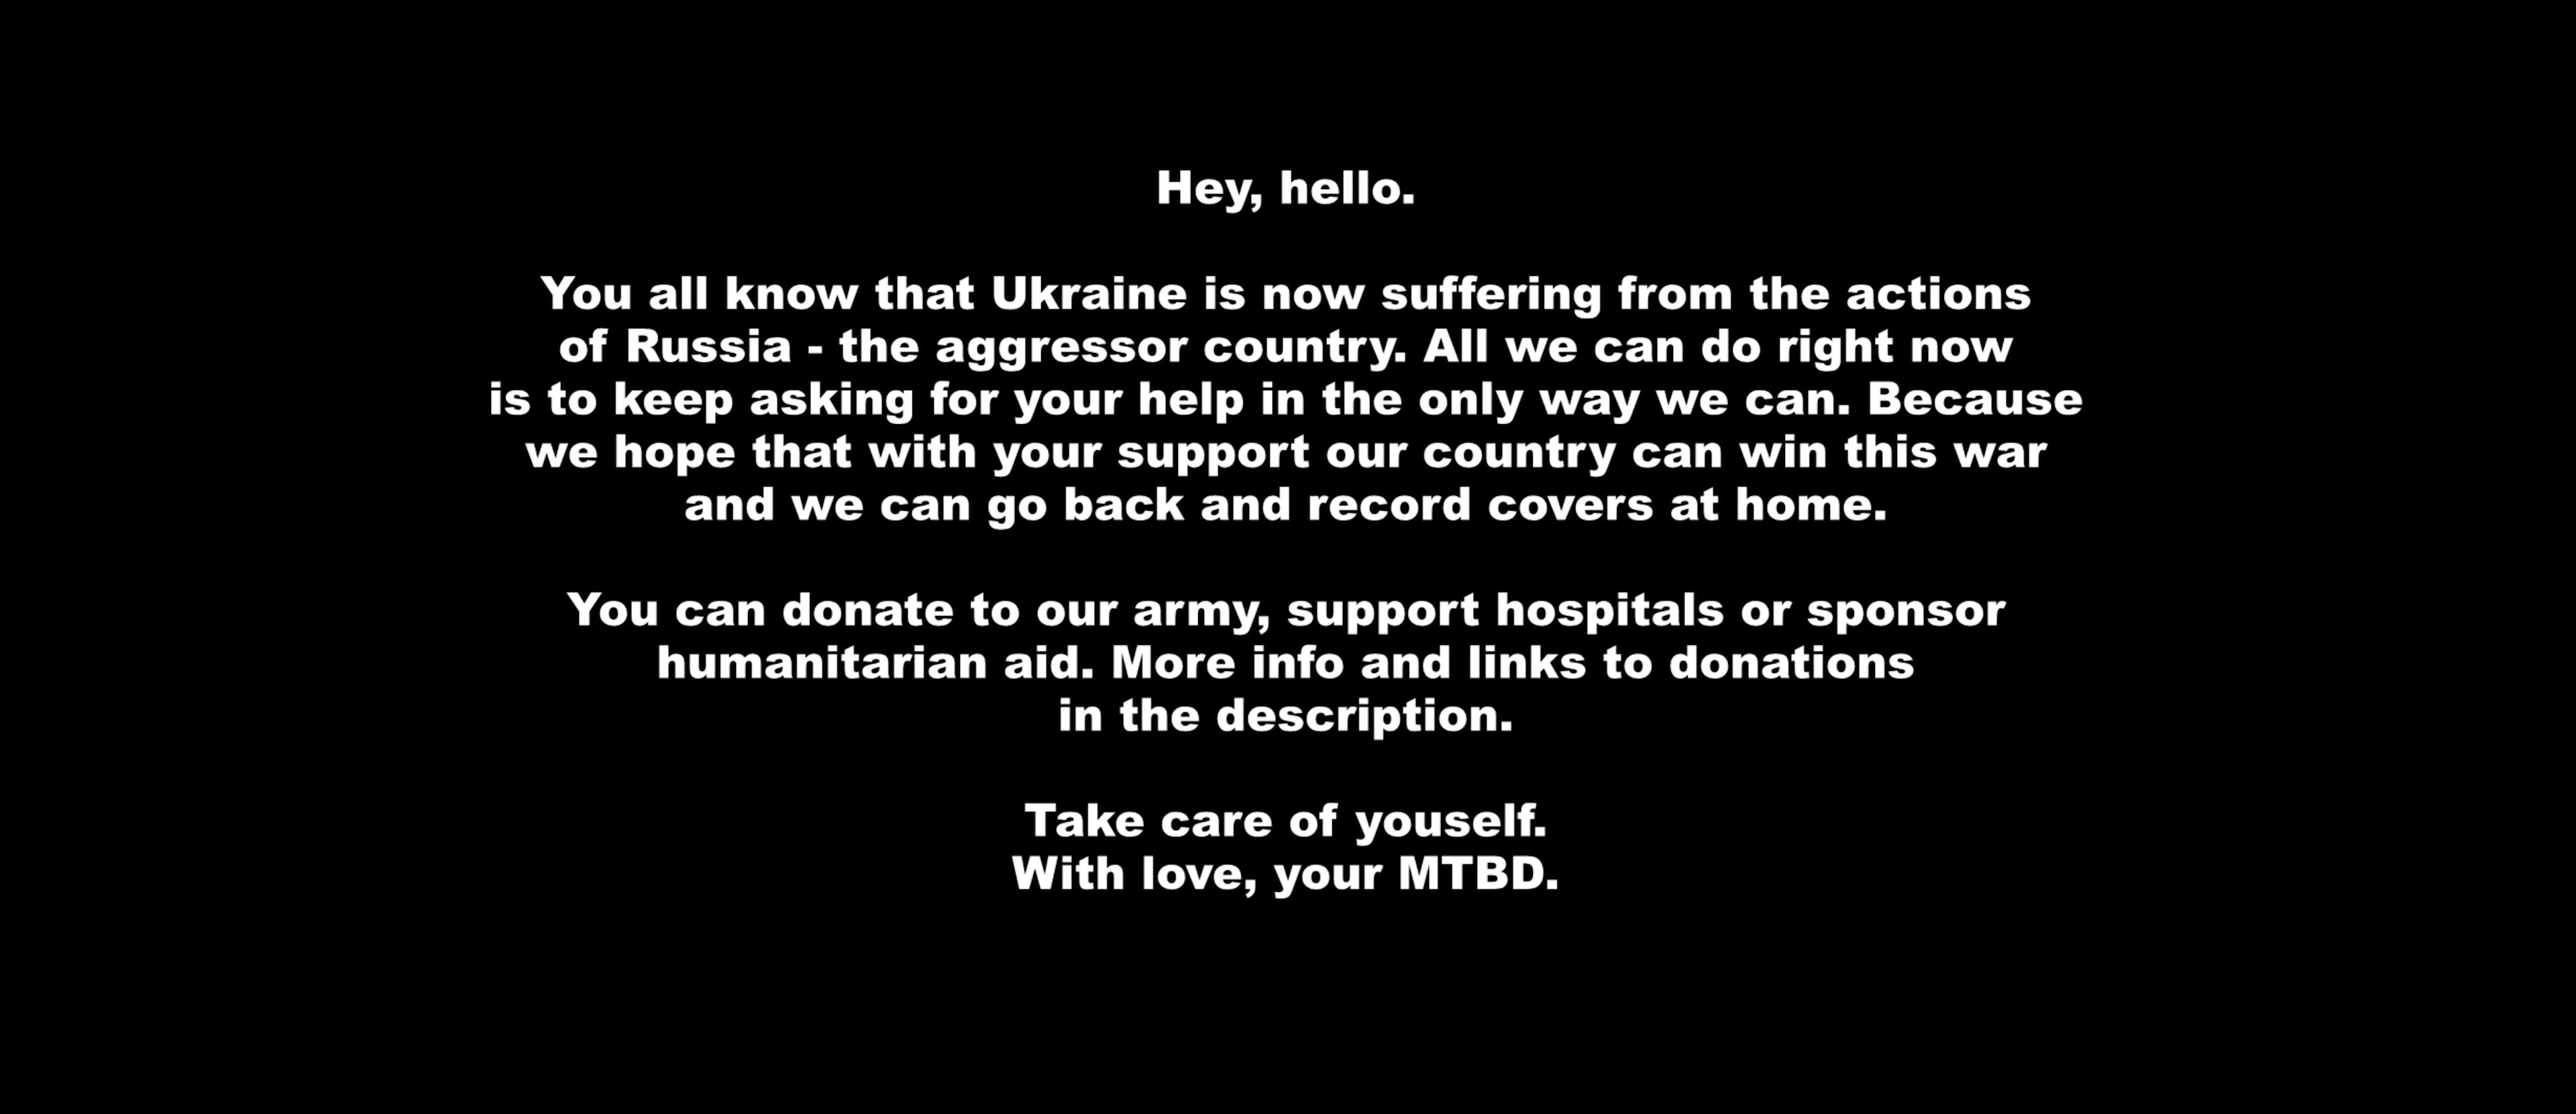 Hey, hello.
You all know that Ukraine is now suffering from the actions
of Russia - the aggressor country. All we can do right now
is to keep asking for your help in the only way we can. Because
we hope that with your support our country can win this war
and we can go back and record covers at home.
You can donate to our army, support hospitals or sponsor
humanitarian aid. More info and links to donations
in the description.
Take care of youself.
With love, your MTBD.